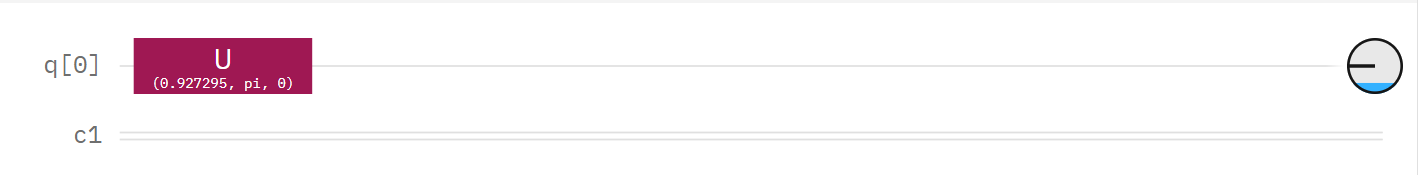 q[0]
U
(0.927295, pi, 0)
c1